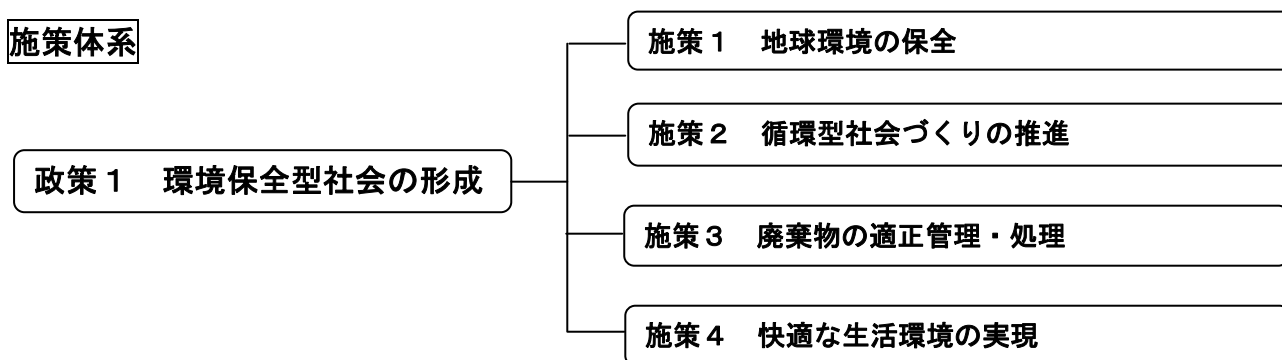 施策体系
施策１　地球環境の保全
施策２　循環型社会づくりの推進
政策１　環境保全型社会の形成
施策３　廃棄物の適正管理・処理
施策４　快適な生活環境の実現